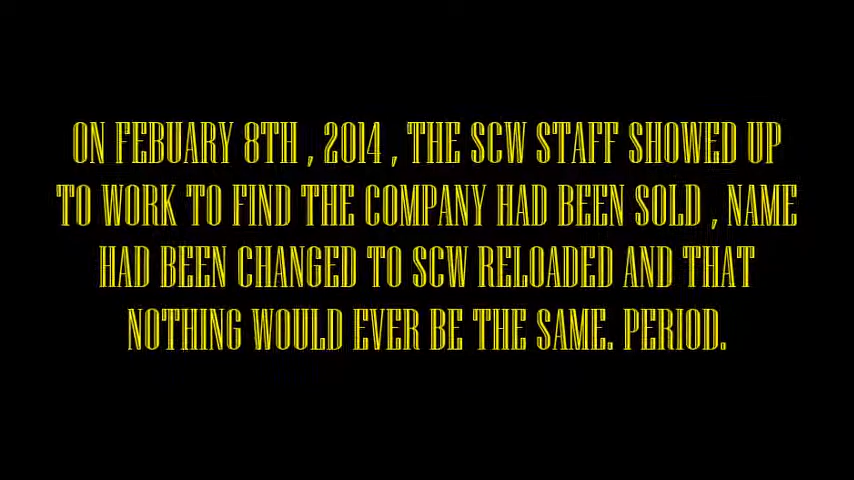 ON FEBUARY 8TH , 2014 , THE SCW STAFF SHOWED UP
TO WORK TO FIND THE COMPANY HAD BEEN SOLD , NAME
HAD BEEN CHANGED TO SCW RELOADED AND THAT
NOTHING WOULD EVER BE THE SAME. PERIOD.